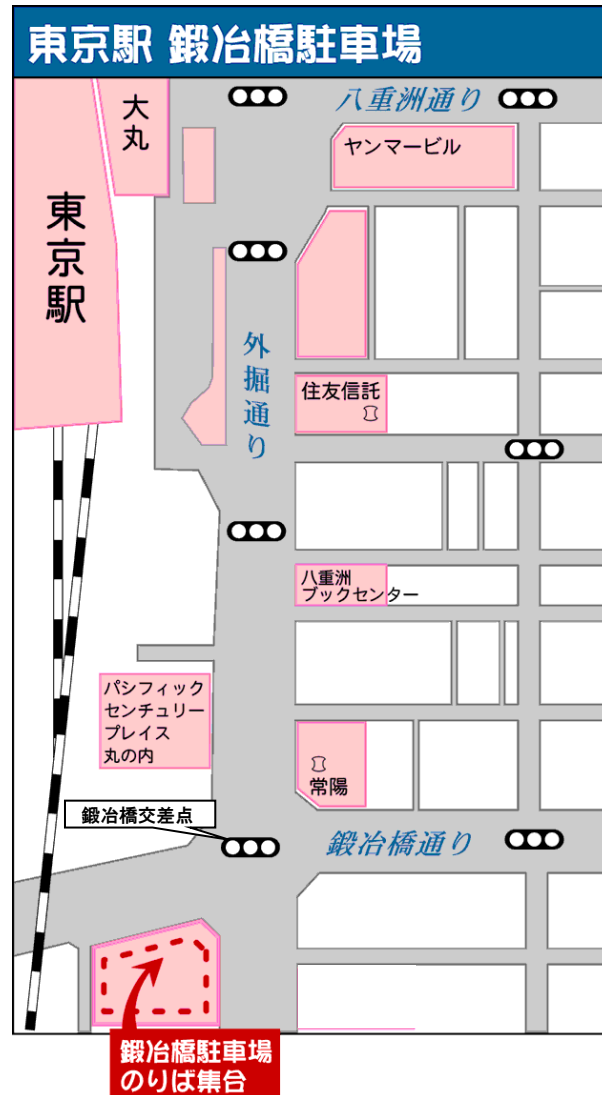 東京駅 鍛冶橋駐車場
大丸
八重洲通り
ヤンマービル
東京駅
外堀通り
住友信託
八重洲
ブックセンター
パシフィック
センチュリー
プレイス
丸の内
常陽
鍛冶橋交差点
鍛冶橋通り
鍛冶橋駐車場
のりば集合